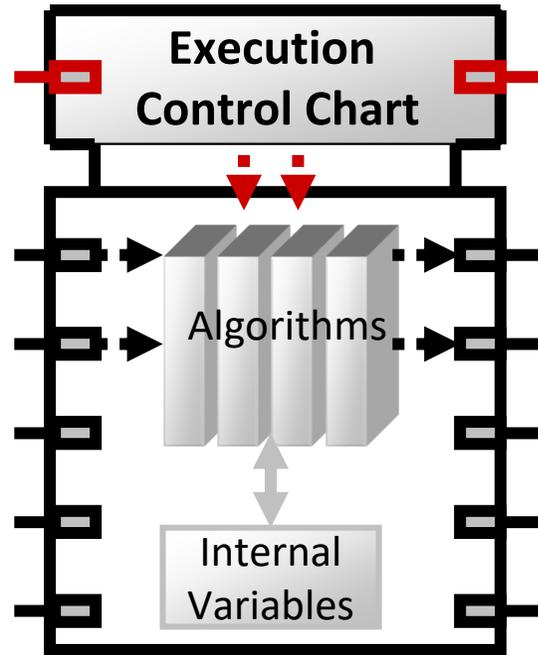 Execution
Control Chart
Algorithms
Internal
Variables